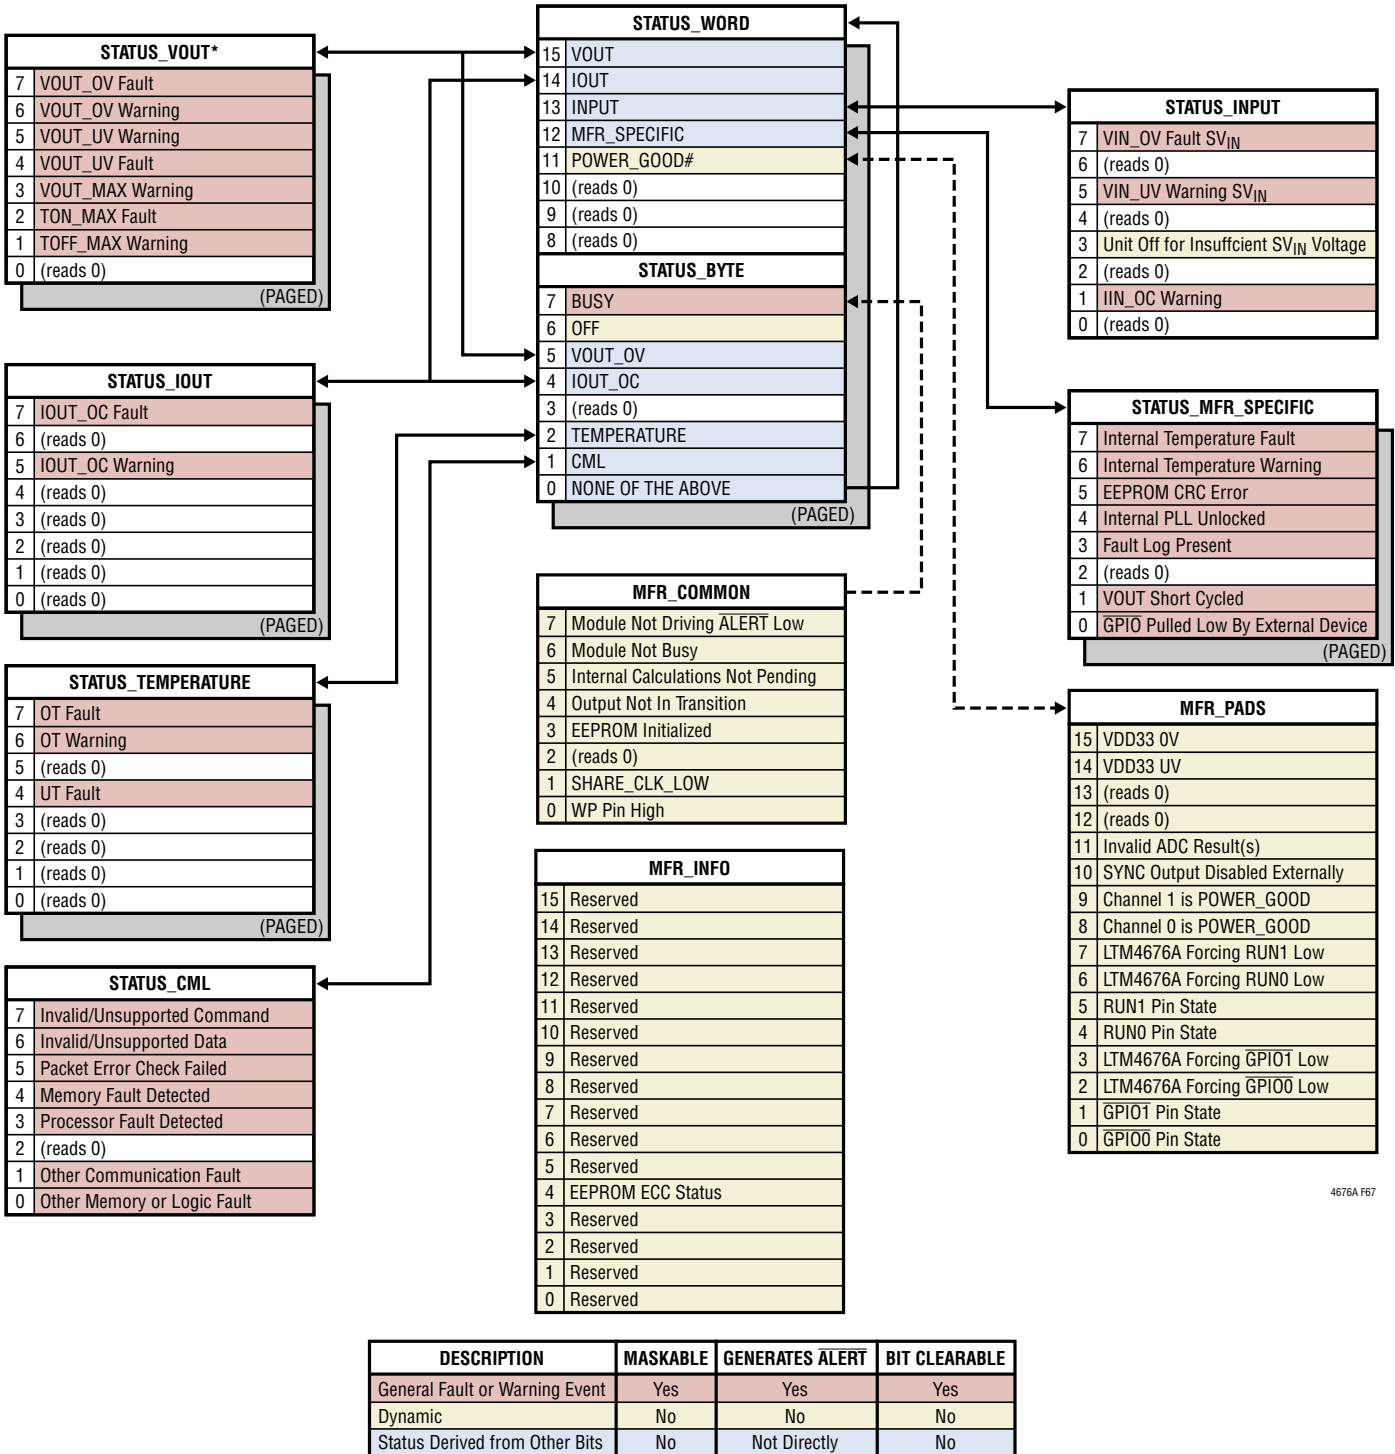 STATUS_VOUT*
7 VOUT_OV Fault
6 VOUT_OV Warning
5 VOUT_UV Warning
4 VOUT_UV Fault
3 VOUT_MAX Warning
2 TON_MAX Fault
1 TOFF_MAX Warning
0 (reads 0)
(PAGED)
STATUS_IOUT
7 IOUT_OC Fault
6 (reads 0)
5 IOUT_OC Warning
4 (reads 0)
3 (reads 0)
2 (reads 0)
1 (reads 0)
0 (reads 0)
(PAGED)
STATUS_TEMPERATURE
7 OT Fault
6 OT Warning
5 (reads 0)
4 UT Fault
3 (reads 0)
2 (reads 0)
1 (reads 0)
0 (reads 0)
(PAGED)
STATUS_CML
7 Invalid/Unsupported Command
6 Invalid/Unsupported Data
5 Packet Error Check Failed
4 Memory Fault Detected
3 Processor Fault Detected
2 (reads 0)
1 Other Communication Fault
0 Other Memory or Logic Fault
STATUS_WORD
15 VOUT
14 IOUT
13 INPUT
12 MFR_SPECIFIC
11 POWER_GOOD#
10 (reads 0)
9 (reads 0)
8 (reads 0)
STATUS_BYTE
7 BUSY
6 OFF
5 VOUT_OV
4 IOUT_OC
3 (reads 0)
2 TEMPERATURE
1 CML
0 NONE OF THE ABOVE
(PAGED)
MFR_COMMON
7 Module Not Driving ALERT Low
6 Module Not Busy
5 Internal Calculations Not Pending
4 Output Not In Transition
3 EEPROM Initialized
2 (reads 0)
1 SHARE_CLK_LOW
0 WP Pin High
MFR_INFO
15 Reserved
14 Reserved
13 Reserved
12 Reserved
11 Reserved
10 Reserved
9 Reserved
8 Reserved
7 Reserved
6 Reserved
5 Reserved
4 EEPROM ECC Status
3 Reserved
2 Reserved
1 Reserved
0 Reserved
STATUS_INPUT
7 VIN_OV Fault SVIN
6 (reads 0)
5 VIN_UV Warning SVIN
4 (reads 0)
3 Unit Off for Insuffcient SVIN Voltage
2 (reads 0)
1 IIN_OC Warning
0 (reads 0)
STATUS_MFR_SPECIFIC
7 Internal Temperature Fault
6 Internal Temperature Warning
5 EEPROM CRC Error
4 Internal PLL Unlocked
3 Fault Log Present
2 (reads 0)
1 VOUT Short Cycled
0 GPIO Pulled Low By External Device
(PAGED)
MFR_PADS
15 VDD33 OV
14 VDD33 UV
13 (reads 0)
12 (reads 0)
11 Invalid ADC Result(s)
10 SYNC Output Disabled Externally
9 Channel 1 is POWER_GOOD
8 Channel 0 is POWER_GOOD
7 LTM4676A Forcing RUN1 Low
6 LTM4676A Forcing RUN0 Low
5 RUN1 Pin State
4 RUN0 Pin State
3 LTM4676A Forcing GPIO1 Low
2 LTM4676A Forcing GPIO0 Low
1 GPIO1 Pin State
0 GPIO0 Pin State
4676A F67
DESCRIPTION MASKABLE GENERATES ALERT BIT CLEARABLE
General Fault or Warning Event Yes Yes Yes
Dynamic No No No
Status Derived from Other Bits No Not Directly No